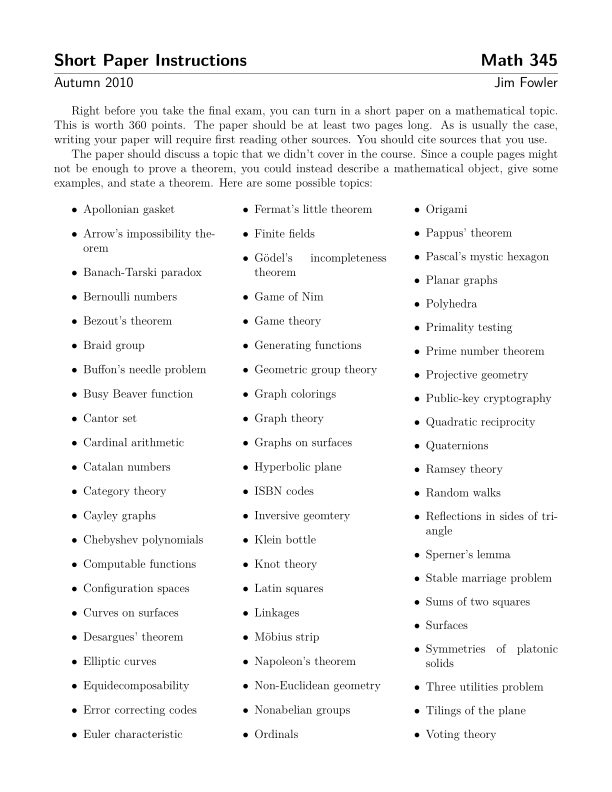 Short Paper Instructions Math 345
Autumn 2010 Jim Fowler
Right before you take the final exam, you can turn in a short paper on a mathematical topic.
This is worth 360 points. The paper should be at least two pages long. As is usually the case,
writing your paper will require first reading other sources. You should cite sources that you use.
The paper should discuss a topic that we didn't cover in the course. Since a couple pages might
not be enough to prove a theorem, you could instead describe a mathematical object, give some
examples, and state a theorem. Here are some possible topics:
• Apollonian gasket
• Arrow's impossibility the-
orem
• Banach-Tarski paradox
• Bernoulli numbers
• Bezout's theorem
• Braid group
• Buffon's needle problem
• Busy Beaver function
• Cantor set
• Cardinal arithmetic
• Catalan numbers
• Category theory
• Cayley graphs
• Chebyshev polynomials
• Computable functions
• Configuration spaces
• Curves on surfaces
• Desargues' theorem
• Elliptic curves
• Equidecomposability
• Error correcting codes
• Euler characteristic
• Fermat's little theorem
• Finite fields
• Gödel's incompleteness
theorem
• Game of Nim
• Game theory
• Generating functions
• Geometric group theory
• Graph colorings
• Graph theory
• Graphs on surfaces
• Hyperbolic plane
• ISBN codes
• Inversive geomtery
• Klein bottle
• Knot theory
• Latin squares
• Linkages
• Möbius strip
• Napoleon's theorem
• Non-Euclidean geometry
• Nonabelian groups
• Ordinals
• Origami
• Pappus' theorem
• Pascal's mystic hexagon
• Planar graphs
• Polyhedra
• Primality testing
• Prime number theorem
• Projective geometry
• Public-key cryptography
• Quadratic reciprocity
• Quaternions
• Ramsey theory
• Random walks
• Reflections in sides of tri-
angle
• Sperner's lemma
• Stable marriage problem
• Sums of two squares
• Surfaces
• Symmetries of platonic
solids
• Three utilities problem
• Tilings of the plane
• Voting theory